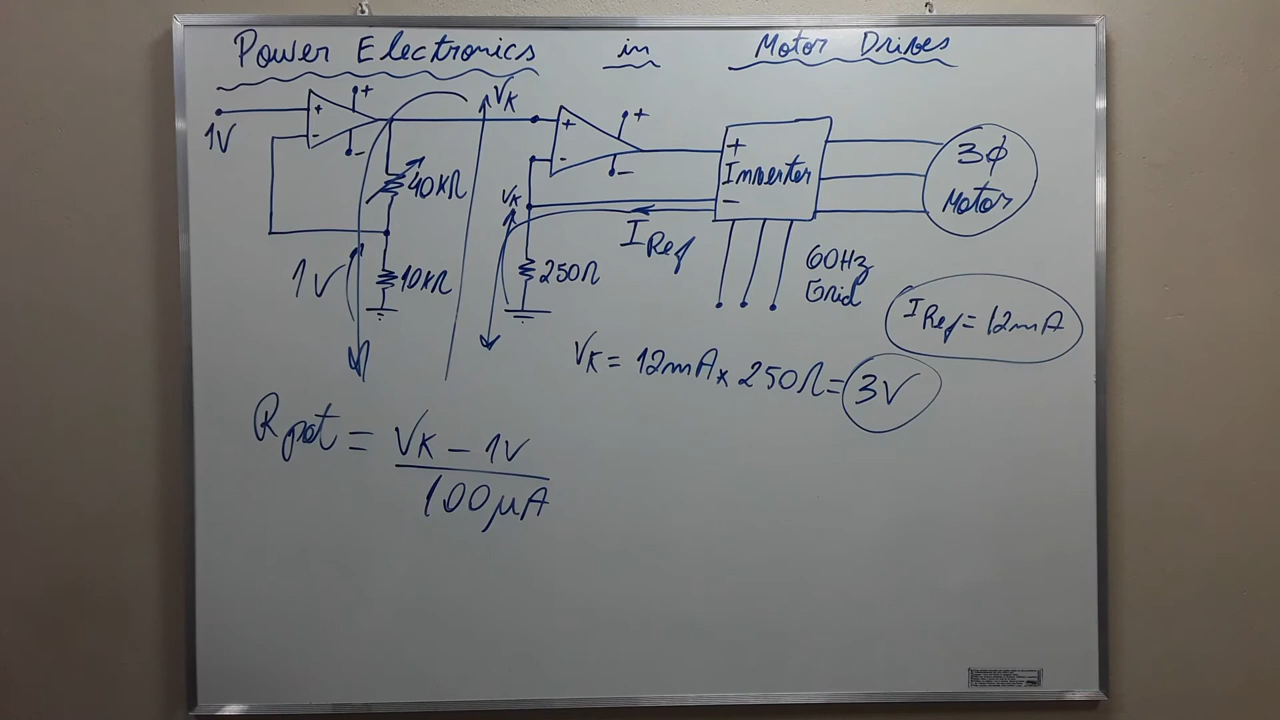 Power Electronics in Motor Drives
+
VK
+
1V
+
-
-
+
-
-
40KΩ
VK
+
Inverter
-
3φ
Motor
IRef
1V
10KΩ
250Ω
60Hz
Grid
IRef = 12mA
VK = 12mA x 250Ω = 3V
Rpot = VK - 1V
100μA